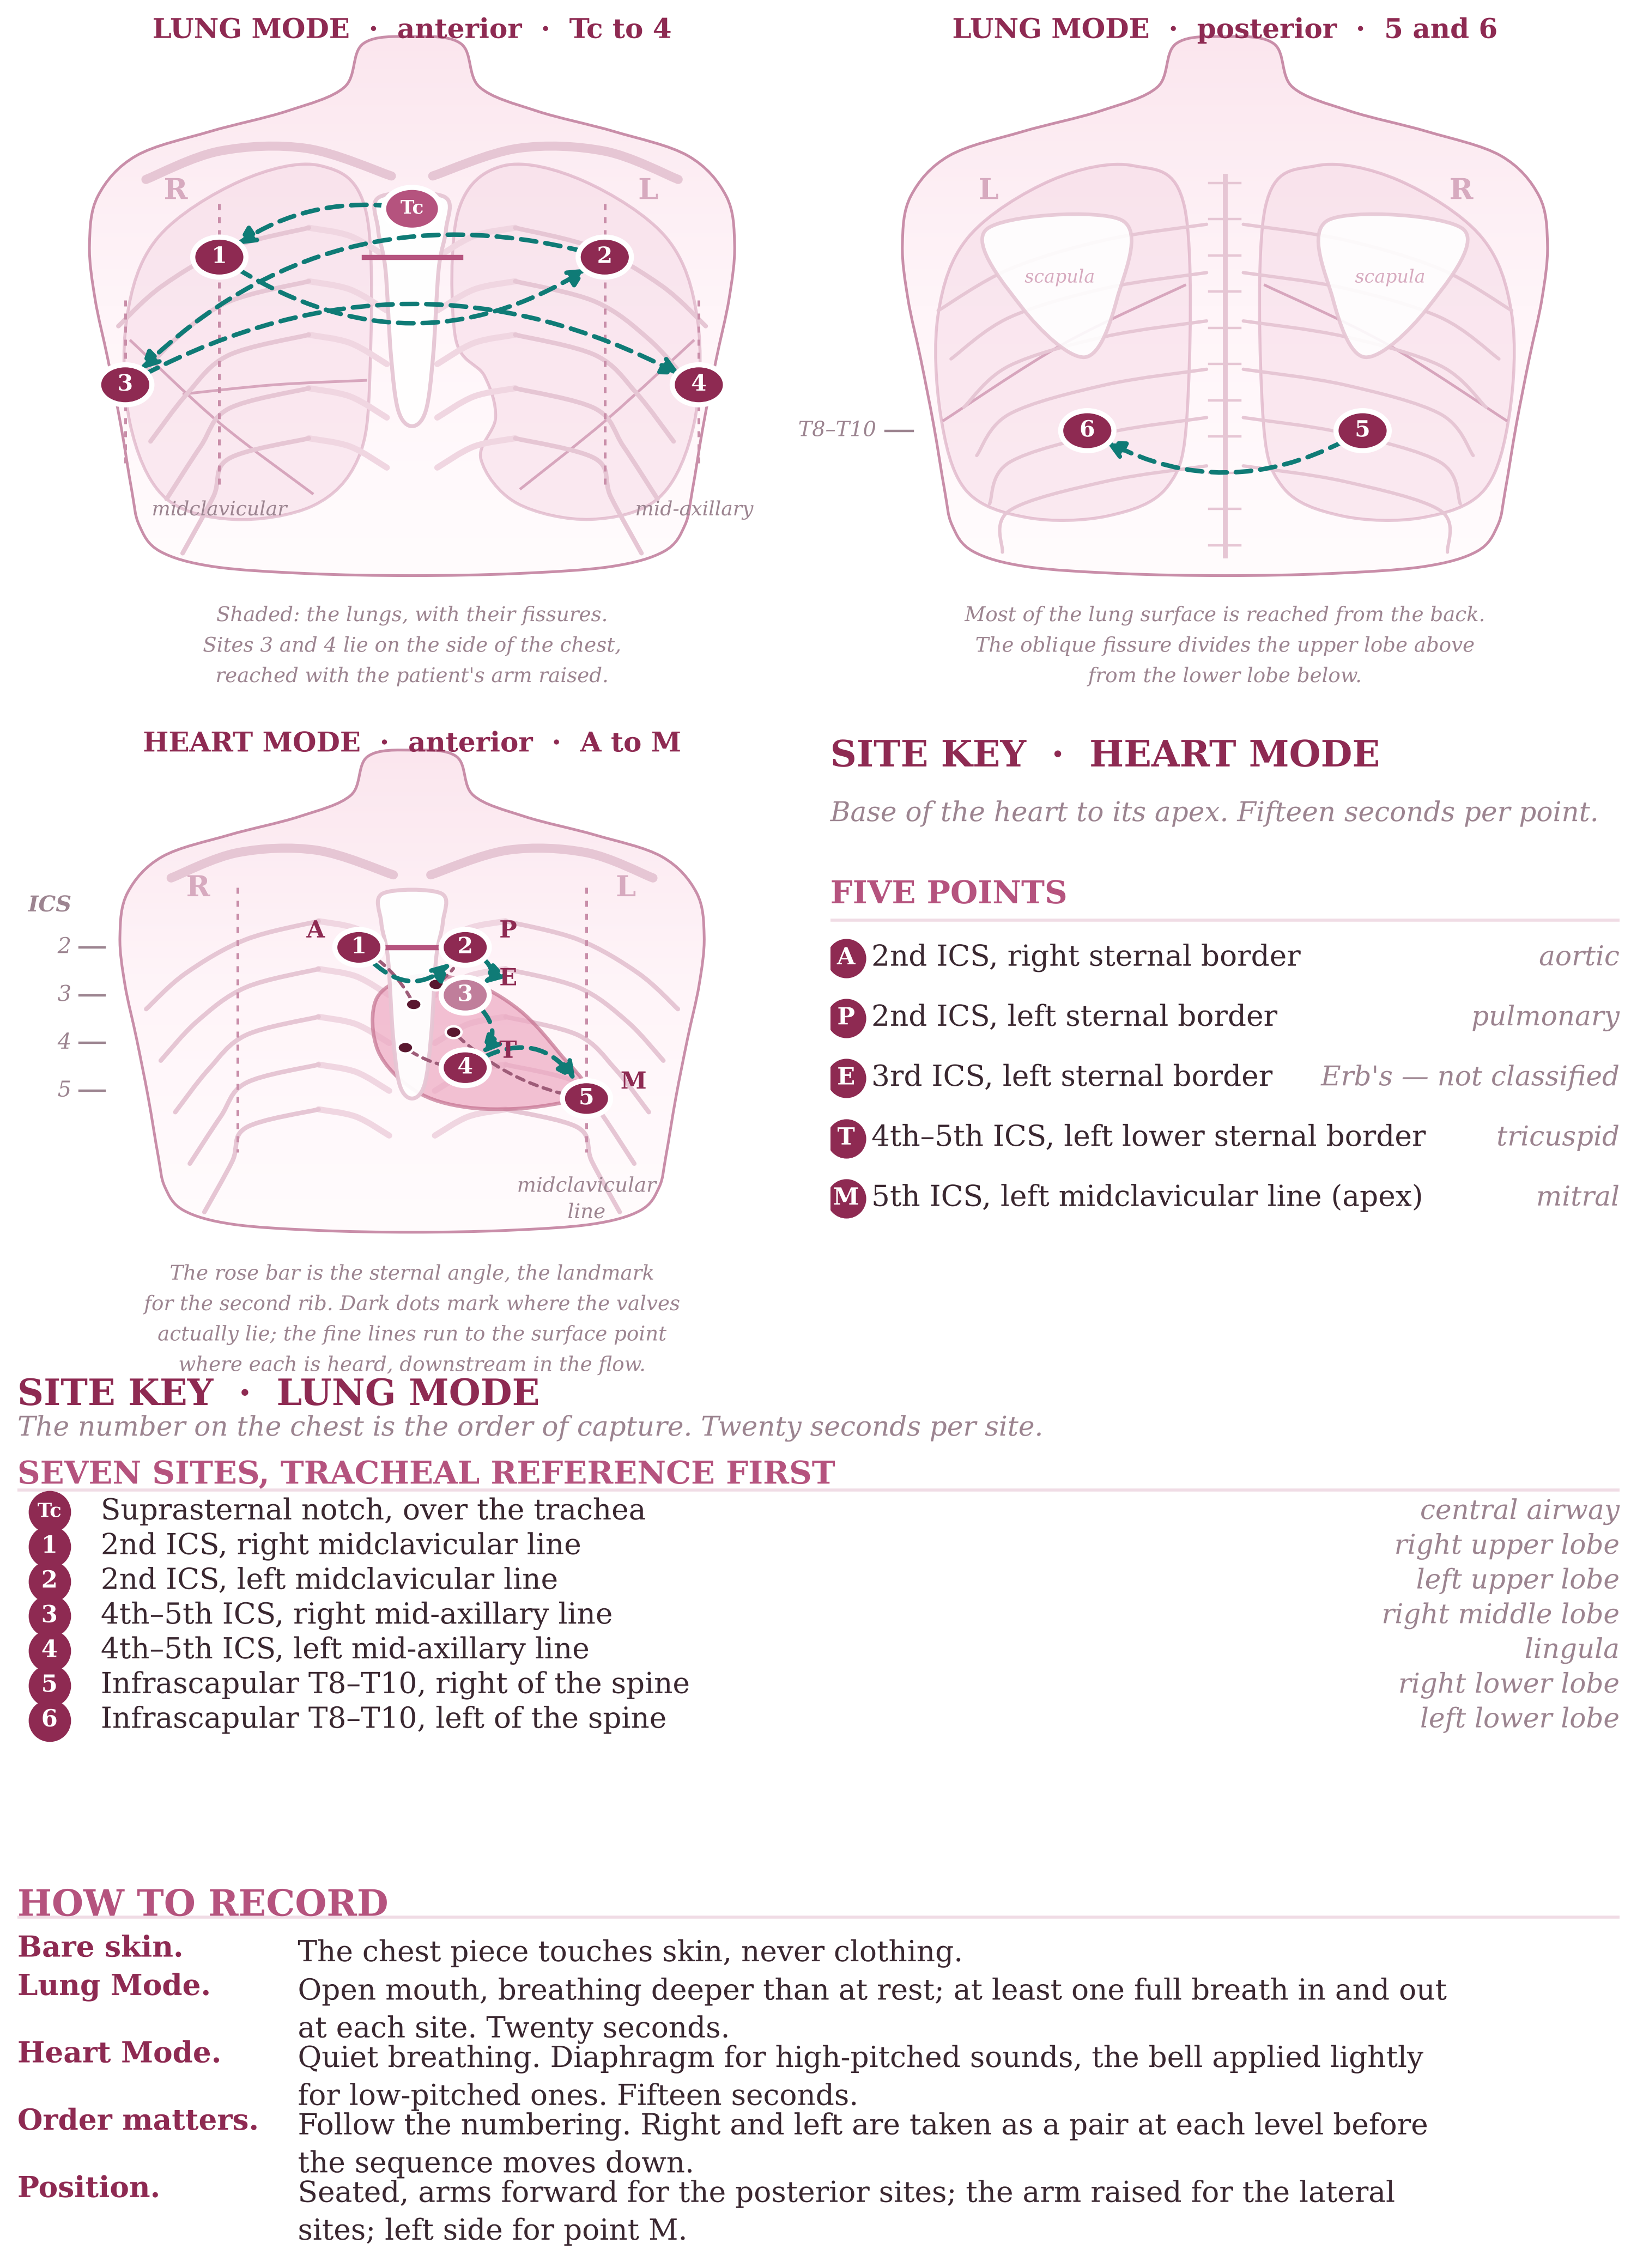 LUNG MODE · anterior · Tc to 4
R
L
Tc
1
2
3
4
midclavicular
mid-axillary
Shaded: the lungs, with their fissures.
Sites 3 and 4 lie on the side of the chest,
reached with the patient's arm raised.
LUNG MODE · posterior · 5 and 6
L
R
scapula
scapula
T8–T10
6
5
Most of the lung surface is reached from the back.
The oblique fissure divides the upper lobe above
from the lower lobe below.
HEART MODE · anterior · A to M
R
L
ICS
2
3
4
5
A
1
2
P
E
3
T
4
M
5
midclavicular
line
The rose bar is the sternal angle, the landmark
for the second rib. Dark dots mark where the valves
actually lie; the fine lines run to the surface point
where each is heard, downstream in the flow.
SITE KEY · HEART MODE
Base of the heart to its apex. Fifteen seconds per point.
FIVE POINTS
A 2nd ICS, right sternal border aortic
P 2nd ICS, left sternal border pulmonary
E 3rd ICS, left sternal border Erb's — not classified
T 4th–5th ICS, left lower sternal border tricuspid
M 5th ICS, left midclavicular line (apex) mitral
SITE KEY · LUNG MODE
The number on the chest is the order of capture. Twenty seconds per site.
SEVEN SITES, TRACHEAL REFERENCE FIRST
Tc Suprasternal notch, over the trachea central airway
1 2nd ICS, right midclavicular line right upper lobe
2 2nd ICS, left midclavicular line left upper lobe
3 4th–5th ICS, right mid-axillary line right middle lobe
4 4th–5th ICS, left mid-axillary line lingula
5 Infrascapular T8–T10, right of the spine right lower lobe
6 Infrascapular T8–T10, left of the spine left lower lobe
HOW TO RECORD
Bare skin. The chest piece touches skin, never clothing.
Lung Mode. Open mouth, breathing deeper than at rest; at least one full breath in and out
at each site. Twenty seconds.
Heart Mode. Quiet breathing. Diaphragm for high-pitched sounds, the bell applied lightly
for low-pitched ones. Fifteen seconds.
Order matters. Follow the numbering. Right and left are taken as a pair at each level before
the sequence moves down.
Position. Seated, arms forward for the posterior sites; the arm raised for the lateral
sites; left side for point M.